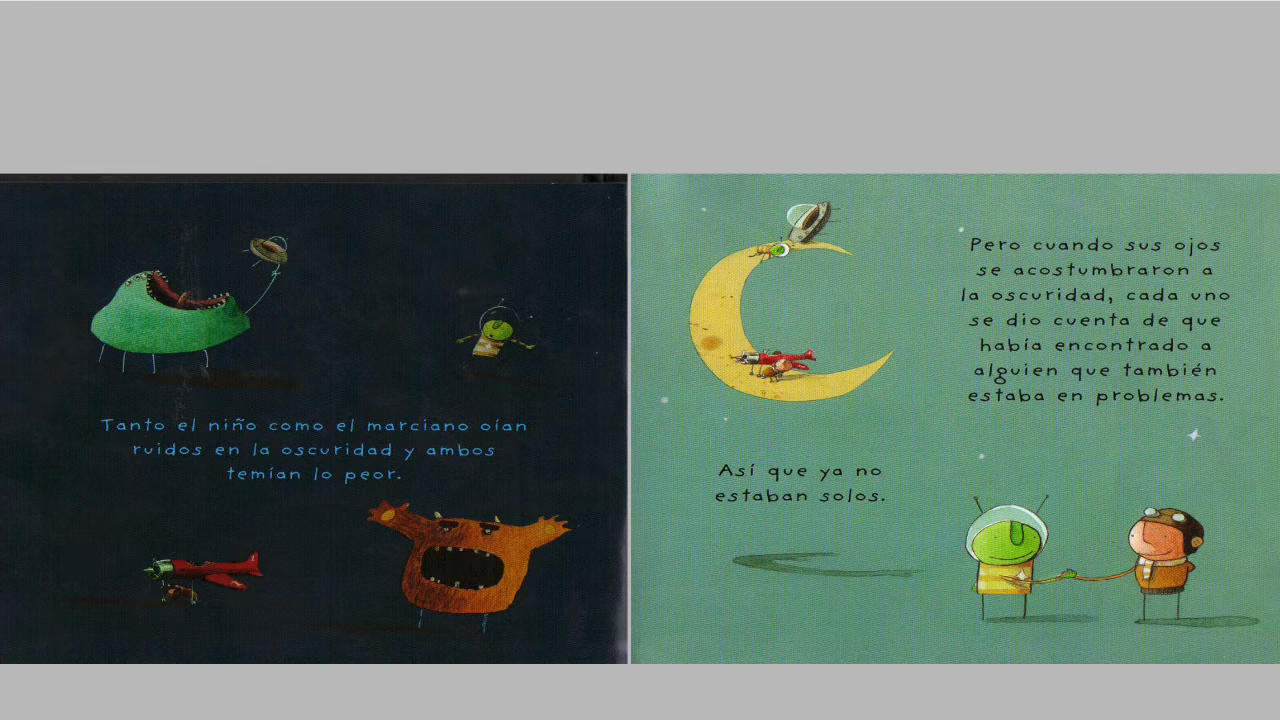 Tanto el niño como el marciano oían
ruidos en la oscuridad y ambos
temían lo peor.
Pero cuando sus ojos
se acostumbraron a
la oscuridad, cada uno
se dio cuenta de que
había encontrado a
alguien que también
estaba en problemas.
Así que ya no
estaban solos.